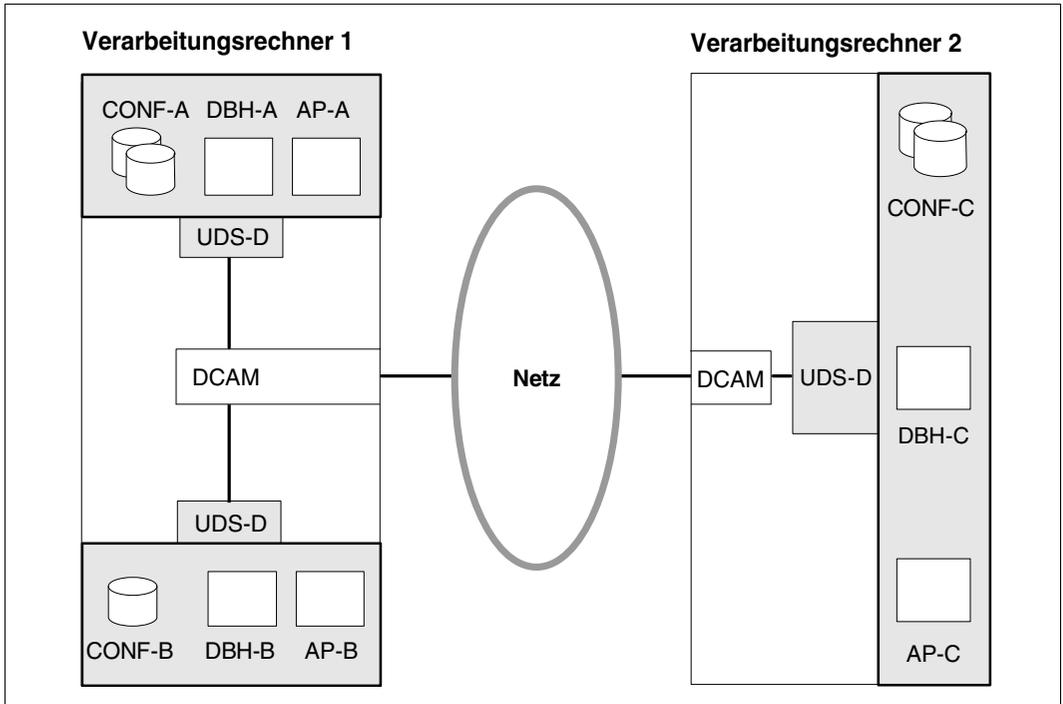 Verarbeitungsrechner 1
CONF-A DBH-A AP-A
UDS-D
DCAM
UDS-D
CONF-B DBH-B AP-B
Netz
Verarbeitungsrechner 2
CONF-C
DCAM UDS-D
DBH-C
AP-C